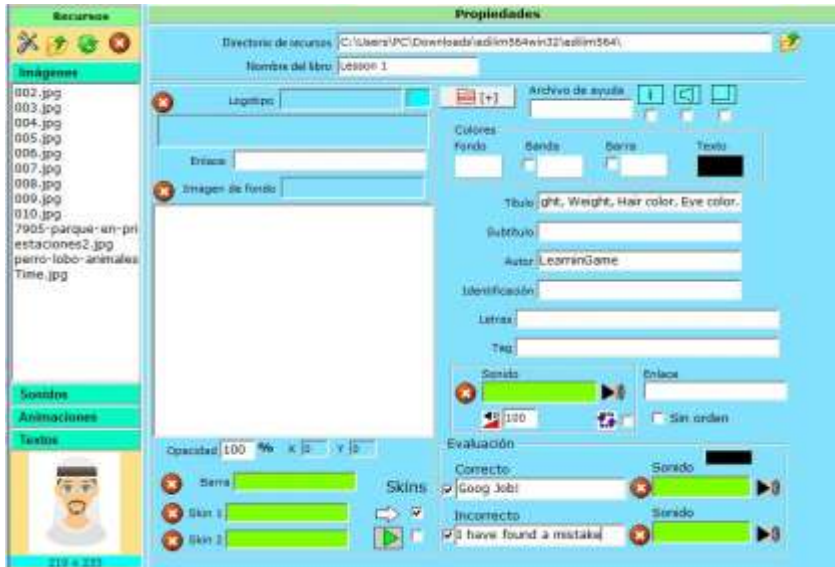 Recursos
Propiedades
Directorio de recursos C:\Users\PC\Downloads\edilim564win32\edilim564\
Nombre del libro Lesson 1
Imágenes
002.jpg
003.jpg
004.jpg
005.jpg
006.jpg
007.jpg
008.jpg
009.jpg
010.jpg
7905-parque-en-pri
estaciones2.jpg
perro-lobo-animales
Time.jpg
Sonidos
Animaciones
Textos
219 x 233
Logotipo
Enlace
Imagen de fondo
Opacidad 100 % X 0 Y 0
Barra
Skin 1
Skin 2
Skins
[+]
Archivo de ayuda
Colores
Fondo Banda Barra Texto
Título ght, Weight, Hair color, Eye color.
Subtítulo
Autor LearninGame
Identificación
Letras
Tag
Sonido
100
Enlace
Sin orden
Evaluación
Correcto Sonido
Goog Job!
Incorrecto Sonido
I have found a mistake